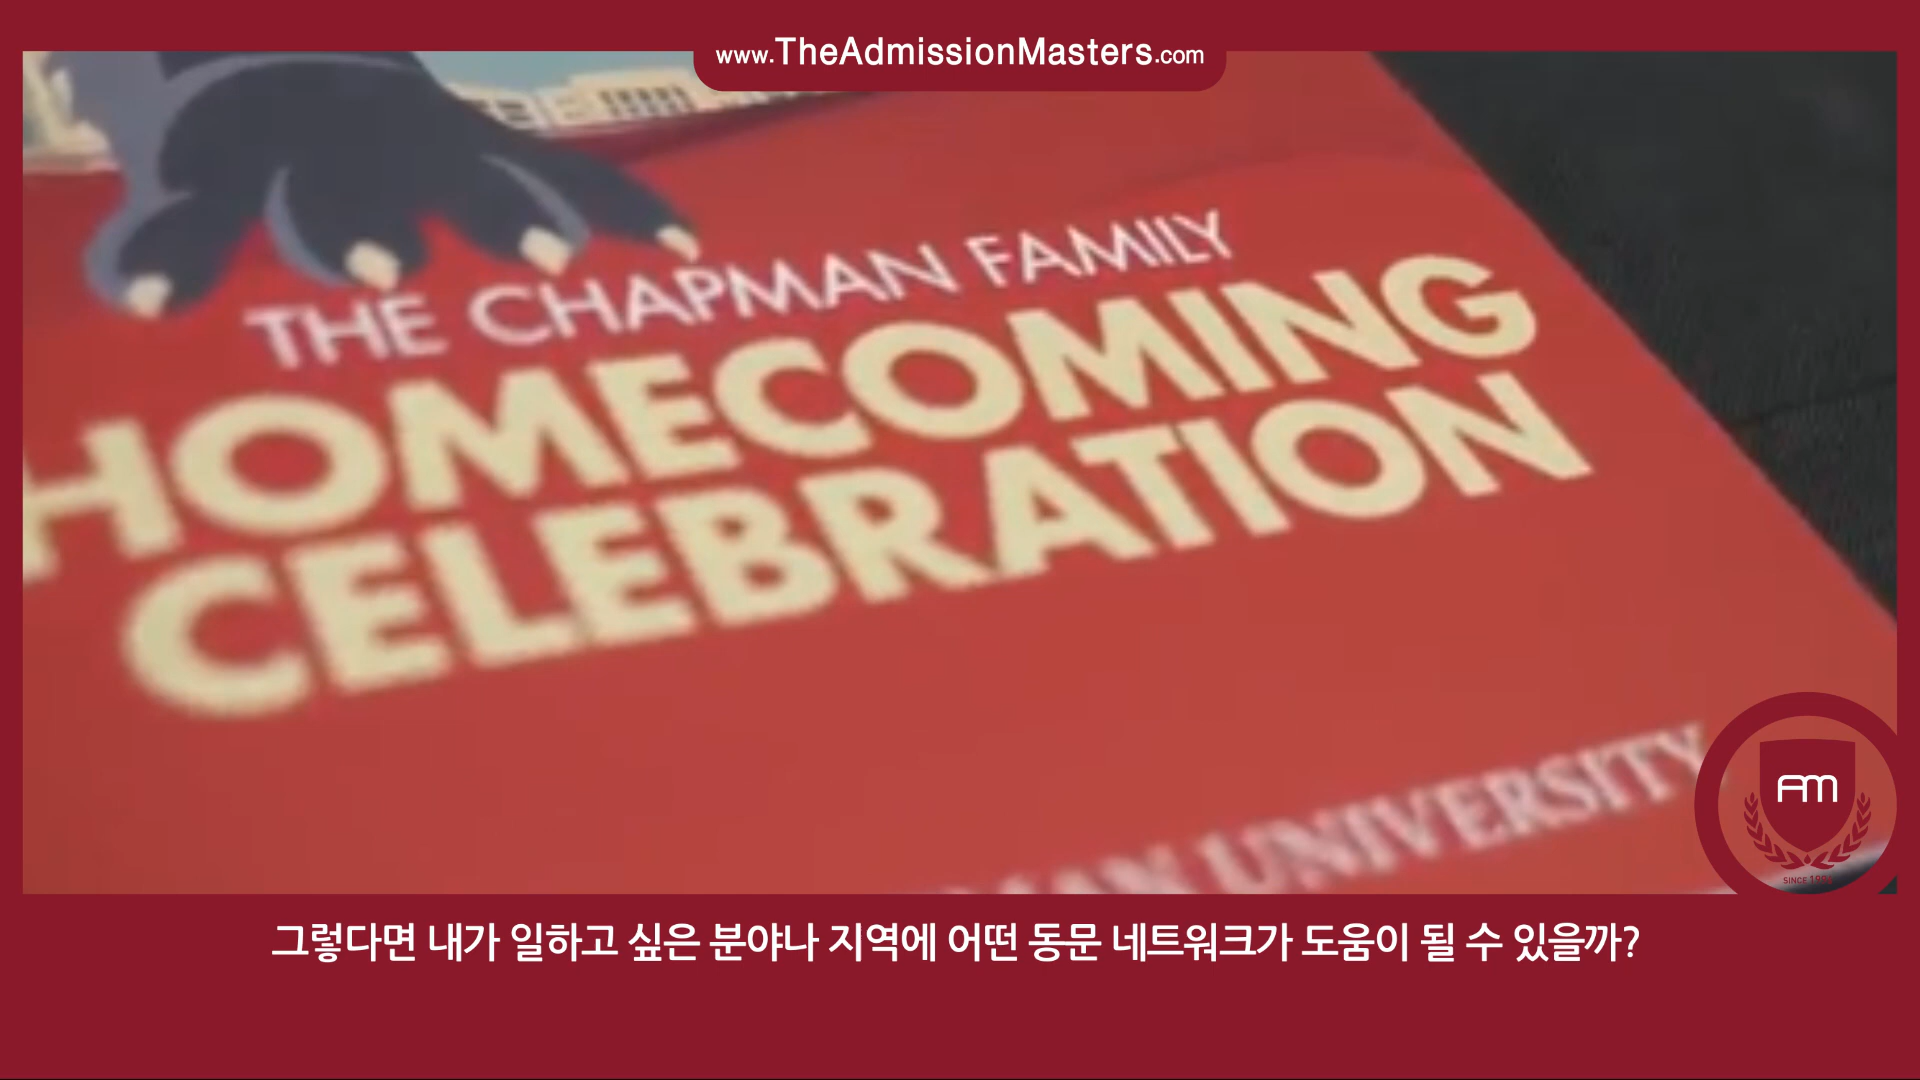 www.TheAdmissionMasters.com
THE CHAPMAN FAMILY
HOMECOMING
CELEBRATION
UNIVERSITY
AM
SINCE
그렇다면 내가 일하고 싶은 분야나 지역에 어떤 동문 네트워크가 도움이 될 수 있을까?